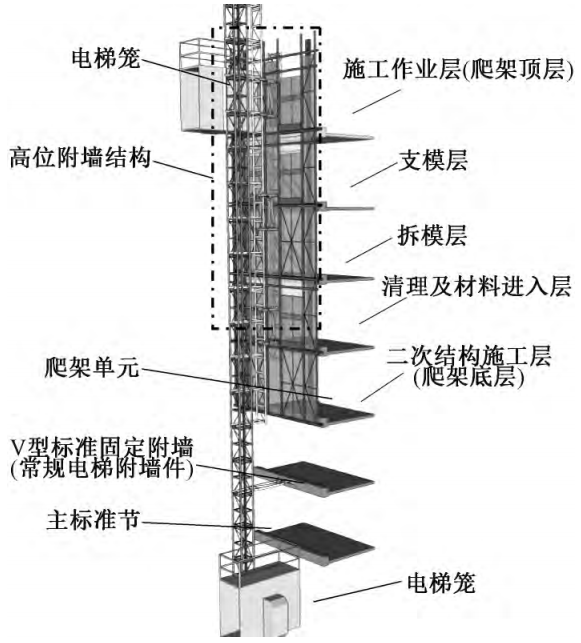 电梯笼
施工作业层(爬架顶层)
高位附墙结构
支模层
拆模层
清理及材料进入层
爬架单元
二次结构施工层
(爬架底层)
V型标准固定附墙
(常规电梯附墙件)
主标准节
电梯笼